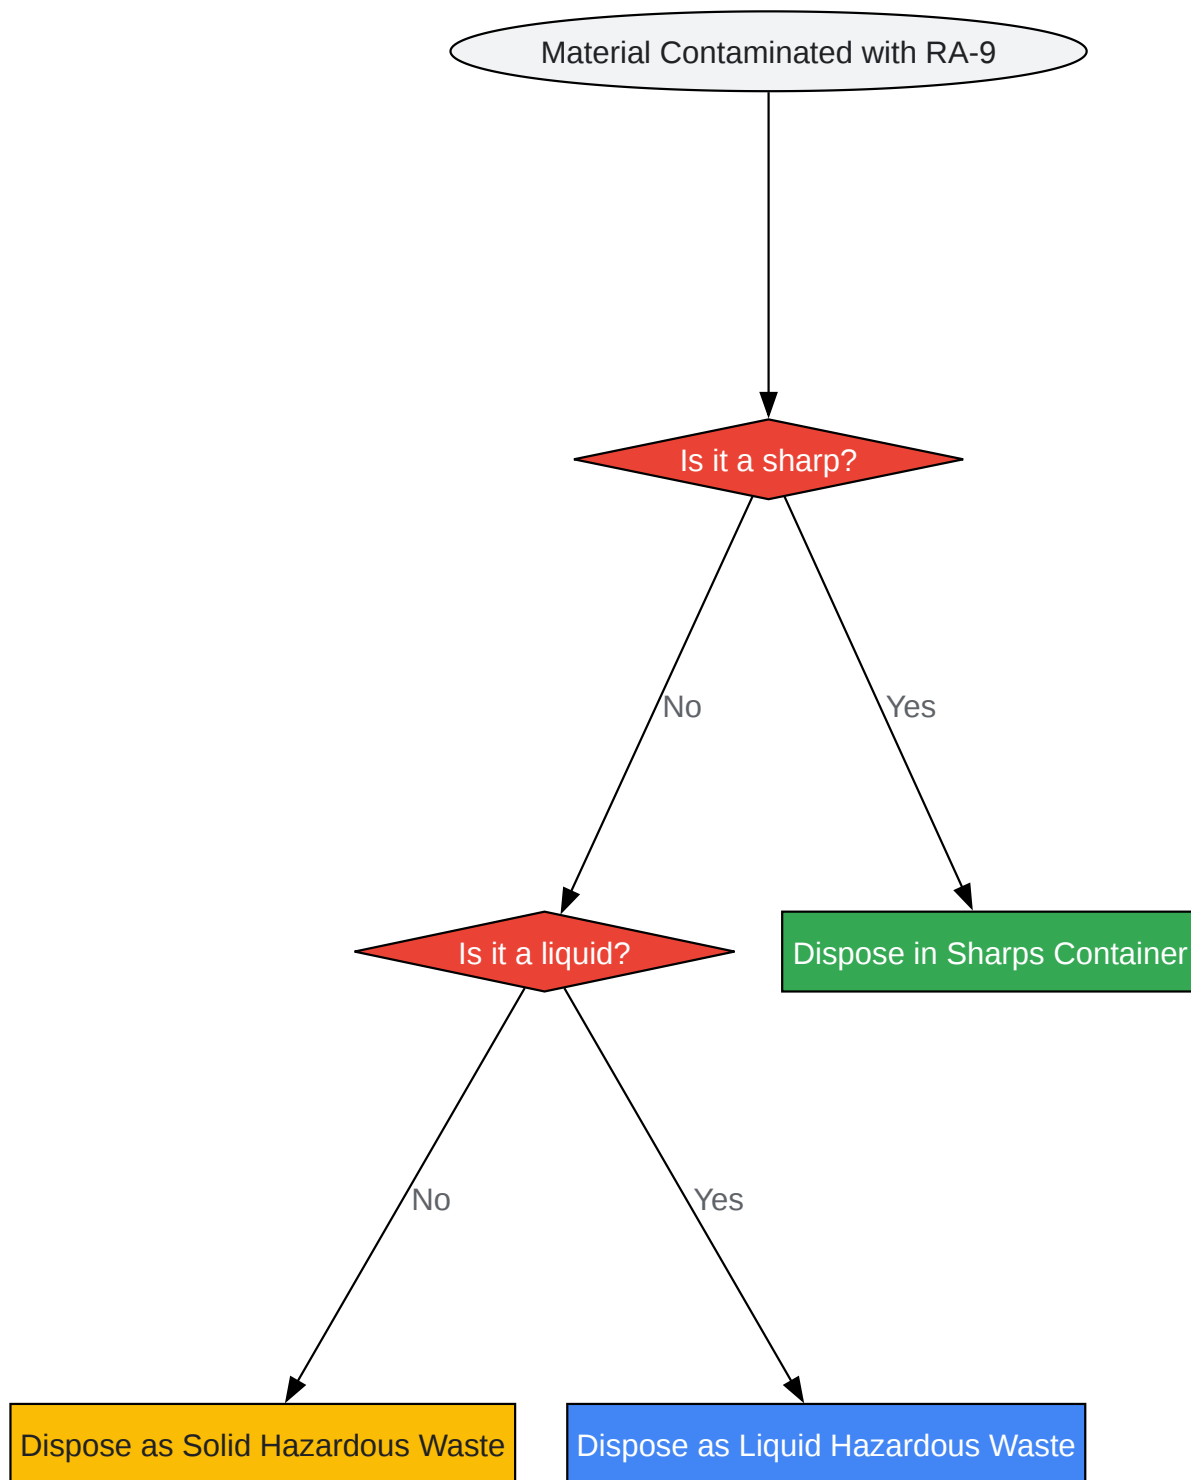 Material Contaminated with RA-9
Is it a sharp?
No
Yes
Is it a liquid?
Dispose in Sharps Container
No
Yes
Dispose as Solid Hazardous Waste
Dispose as Liquid Hazardous Waste